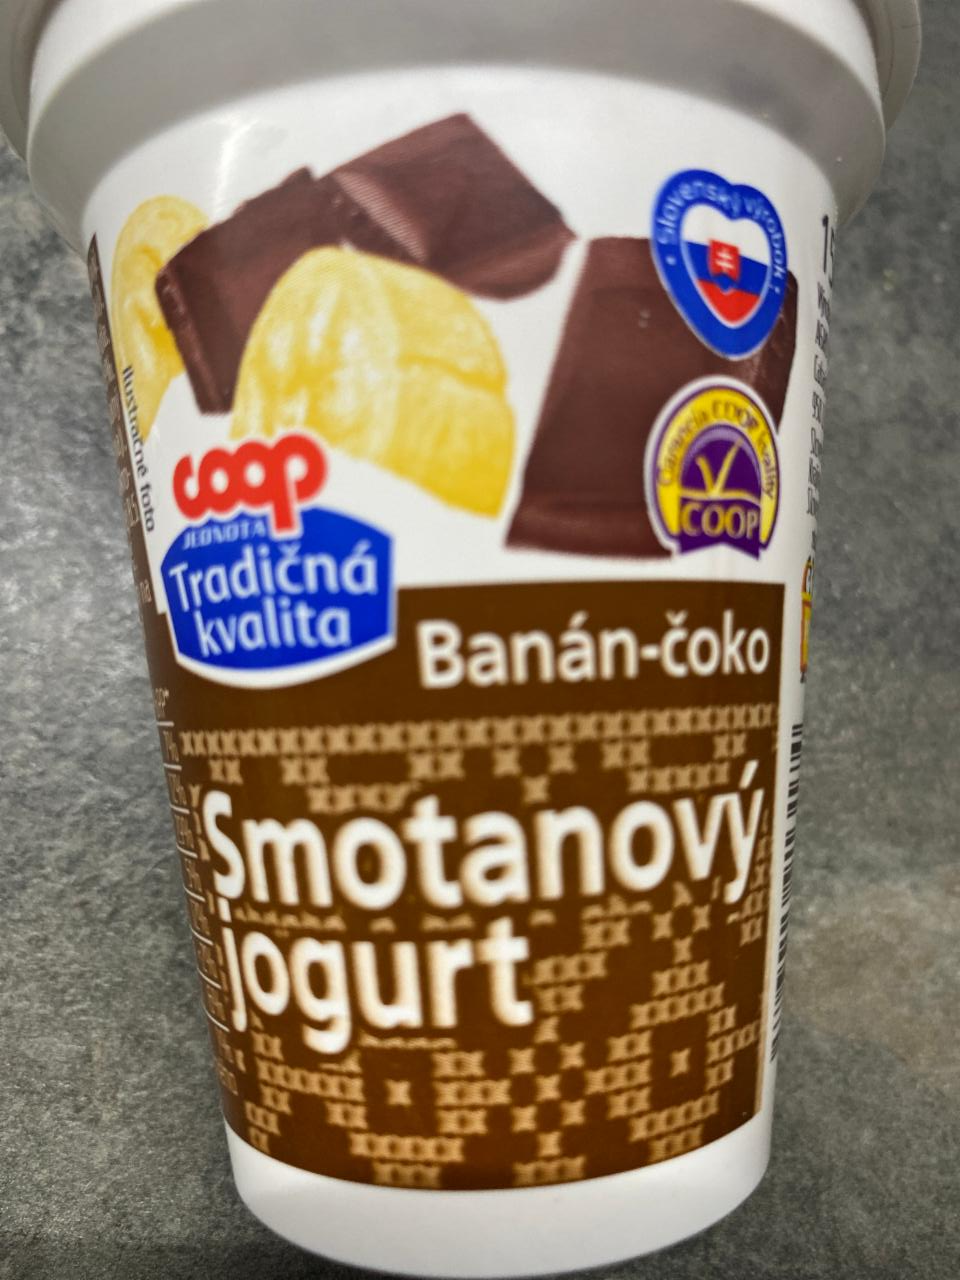 Slovenský výrobok
ilustračné foto
coop
JEDNOTA
Tradičná
kvalita
Garancia COOP kvality
COOP
Banán-čoko
Smotanový
jogurt